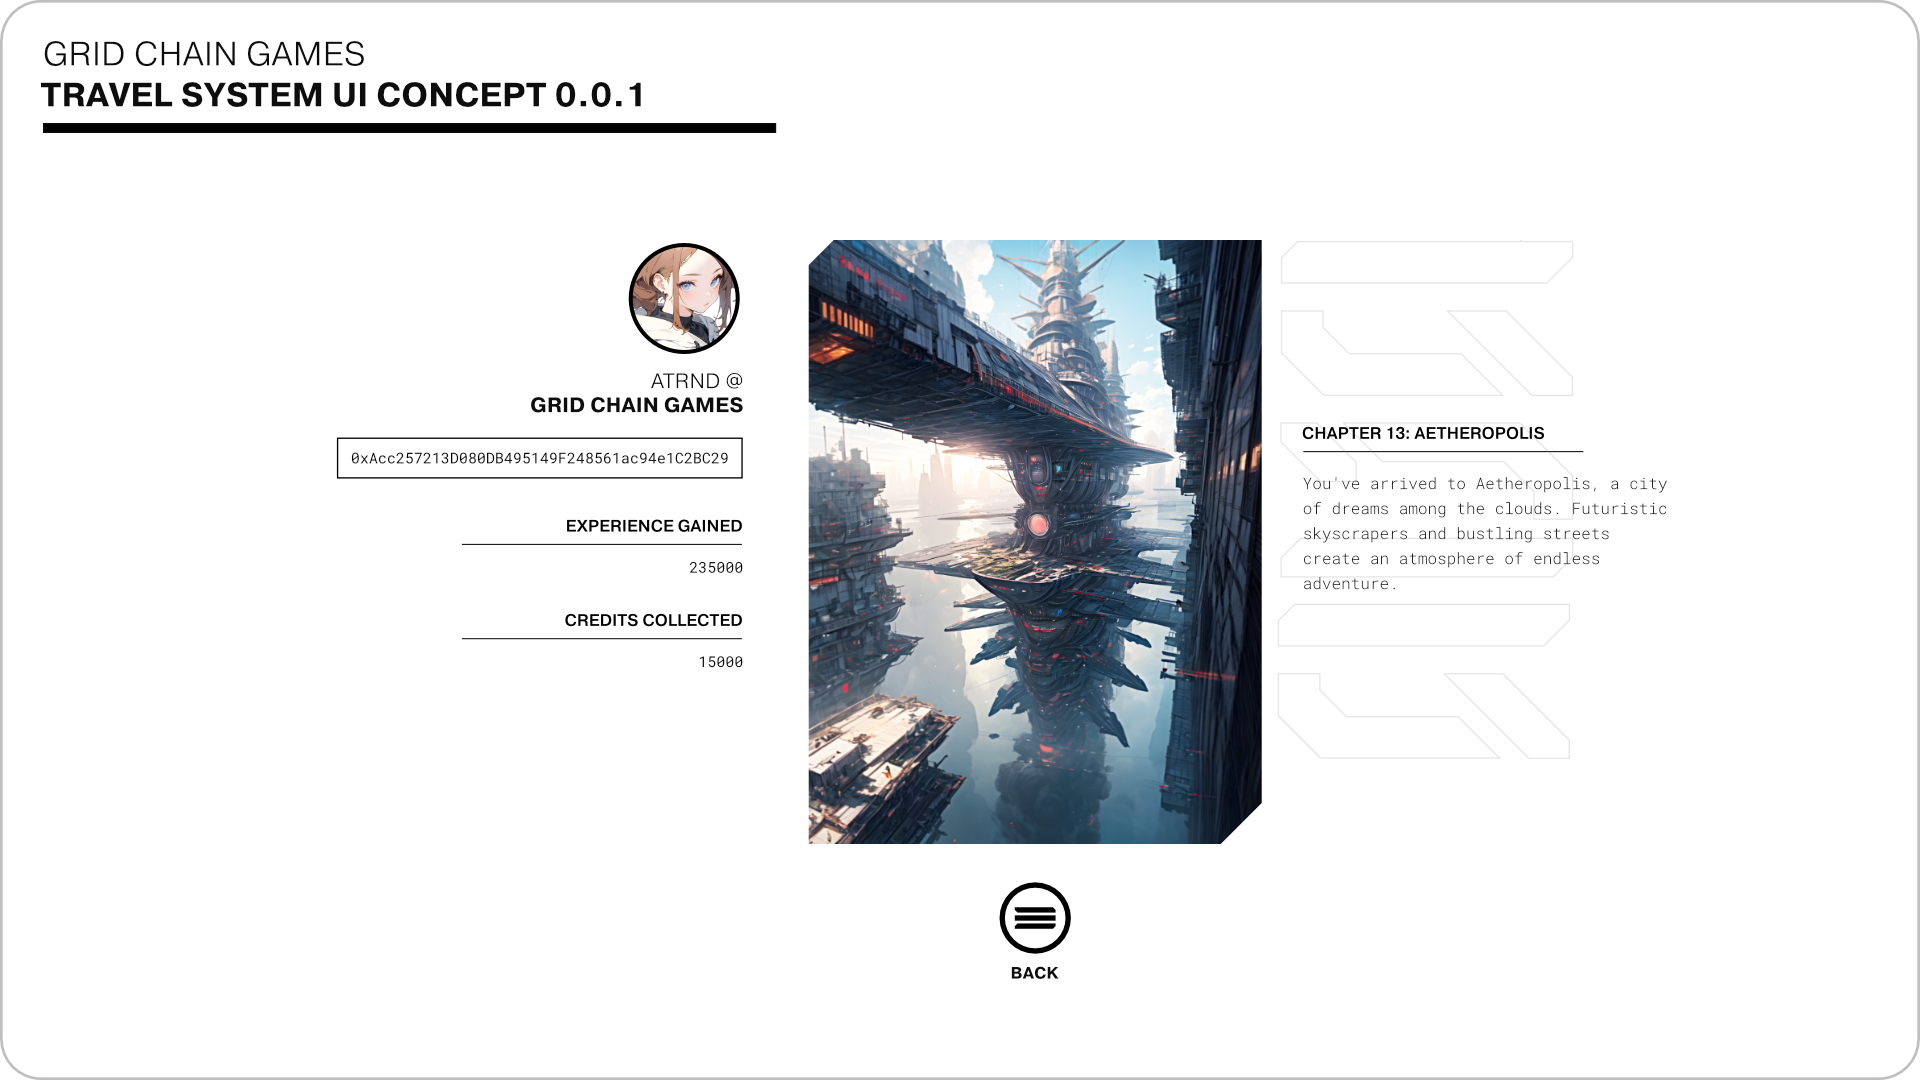 GRID CHAIN GAMES
TRAVEL SYSTEM UI CONCEPT 0.0.1
ATRND @
GRID CHAIN GAMES
0xAcc257213D080DB495149F248561ac94e1C2BC29
EXPERIENCE GAINED
235000
CREDITS COLLECTED
15000
CHAPTER 13: AETHEROPOLIS
You've arrived to Aetheropolis, a city
of dreams among the clouds. Futuristic
skyscrapers and bustling streets
create an atmosphere of endless
adventure.
BACK